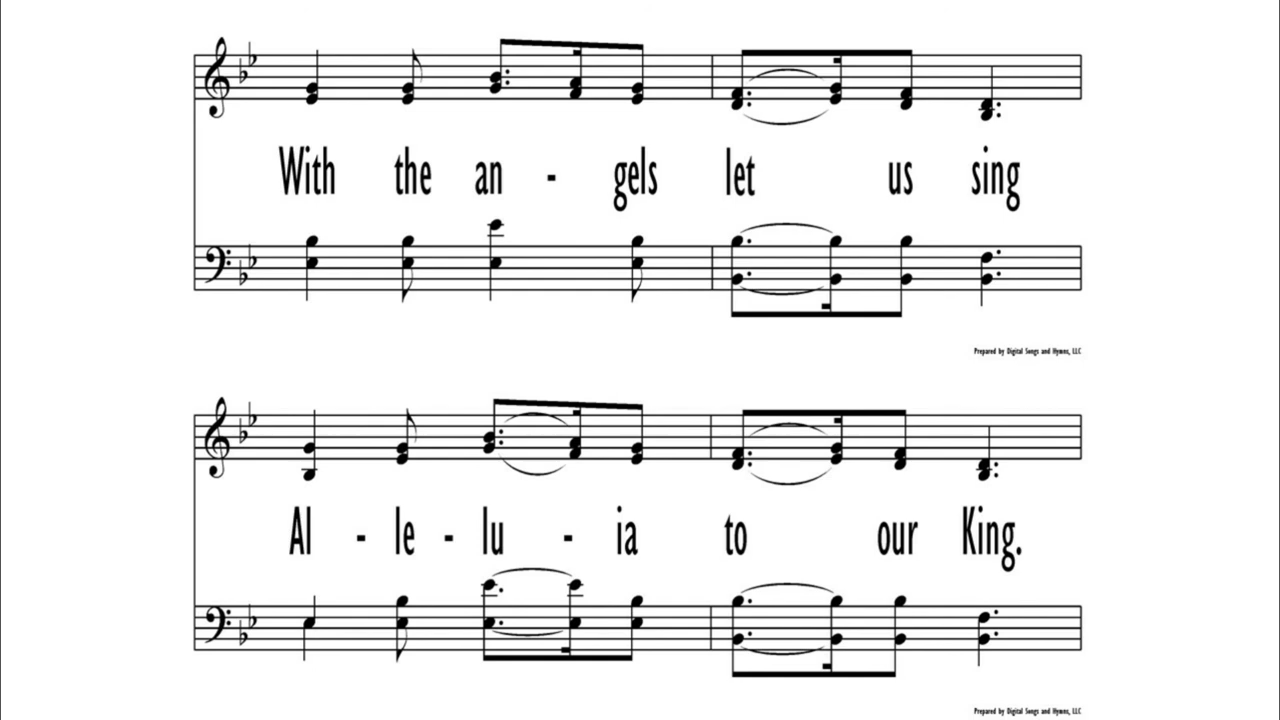 With the an - gels let us sing
Prepared by Digital Songs and Hymns, LLC
Al - le - lu - ia to our King.
Prepared by Digital Songs and Hymns, LLC